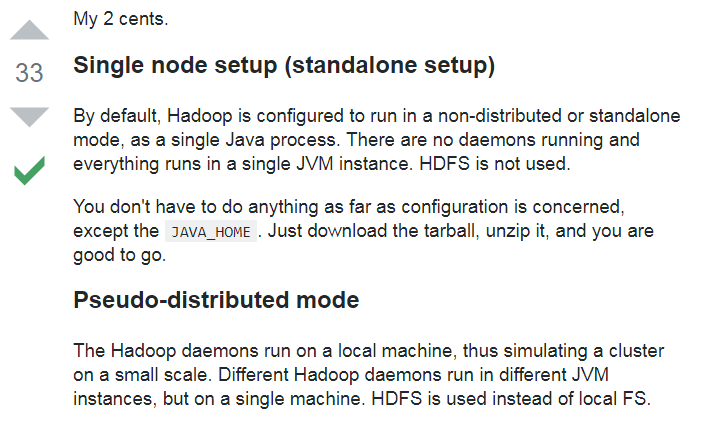 My 2 cents.
33
Single node setup (standalone setup)
By default, Hadoop is configured to run in a non-distributed or standalone
mode, as a single Java process. There are no daemons running and
everything runs in a single JVM instance. HDFS is not used.
You don't have to do anything as far as configuration is concerned,
except the JAVA_HOME. Just download the tarball, unzip it, and you are
good to go.
Pseudo-distributed mode
The Hadoop daemons run on a local machine, thus simulating a cluster
on a small scale. Different Hadoop daemons run in different JVM
instances, but on a single machine. HDFS is used instead of local FS.